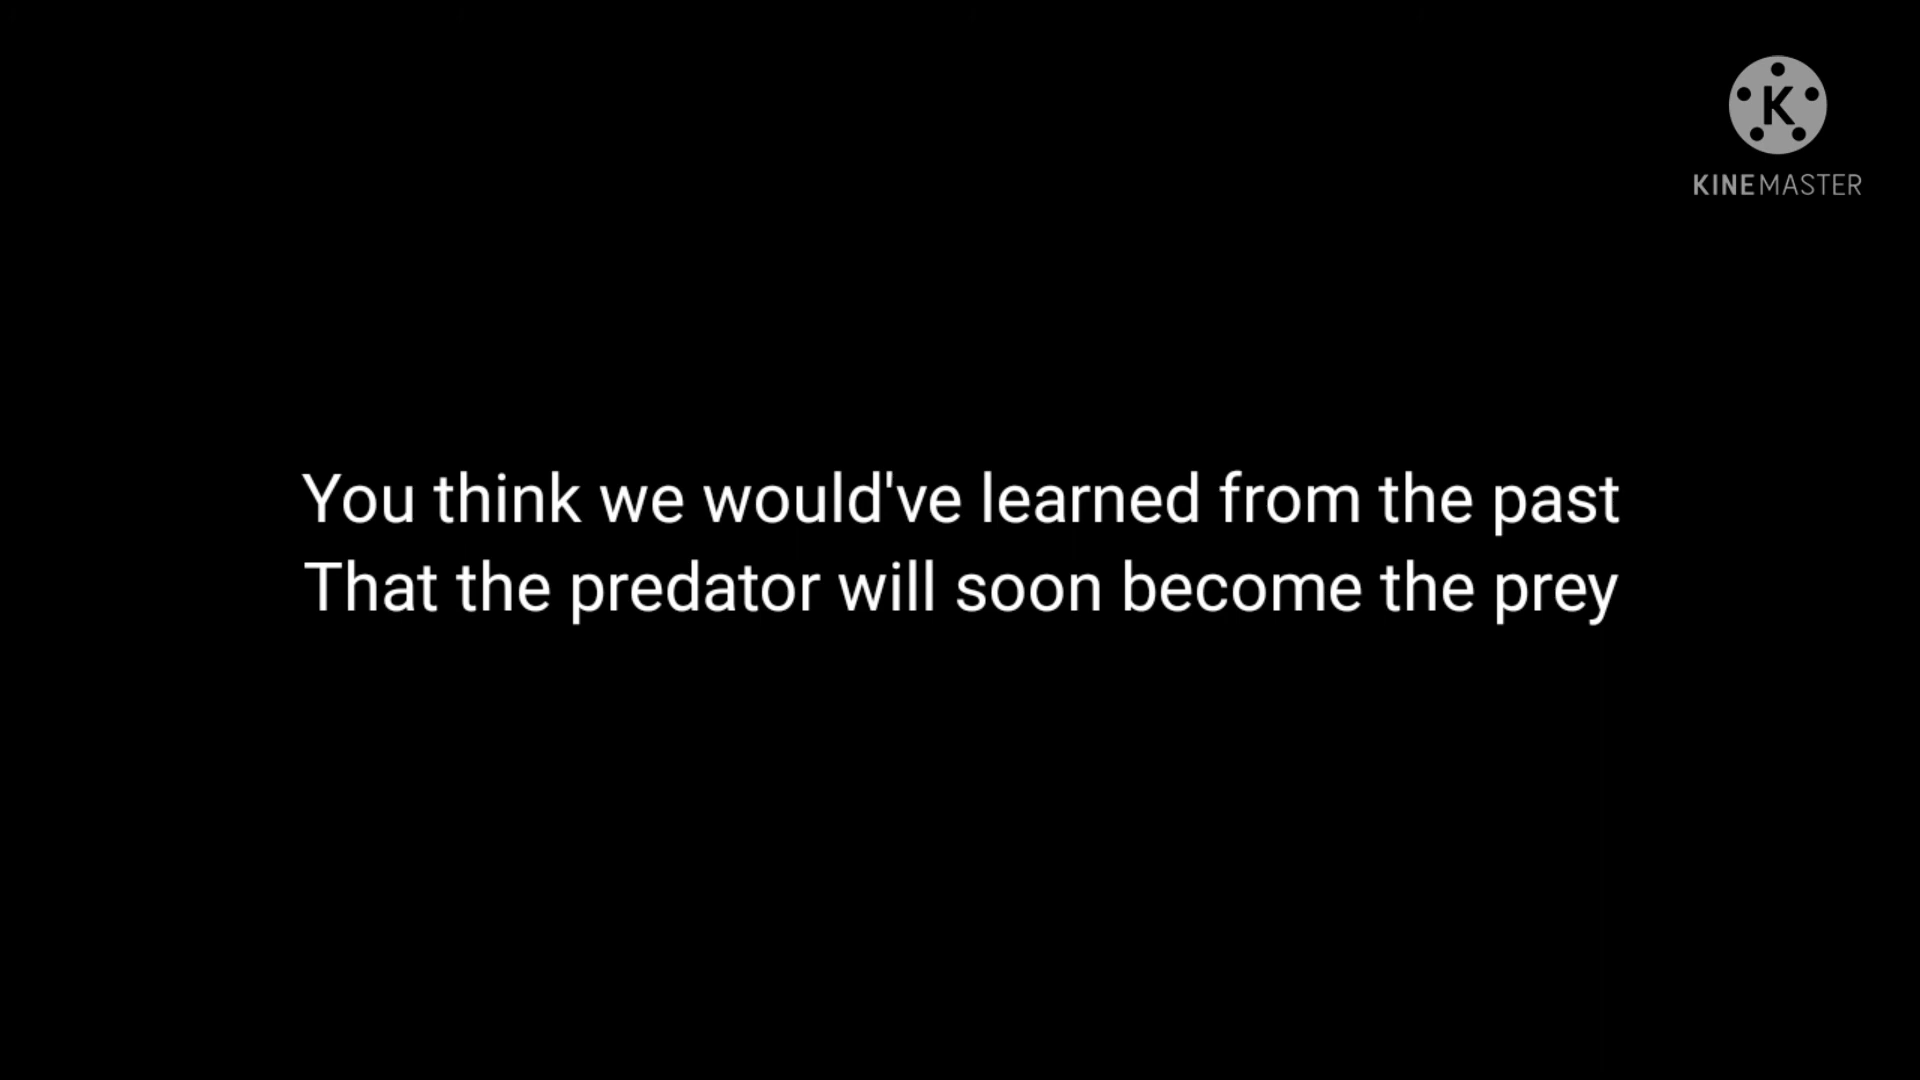 K
KINEMASTER
You think we would've learned from the past
That the predator will soon become the prey